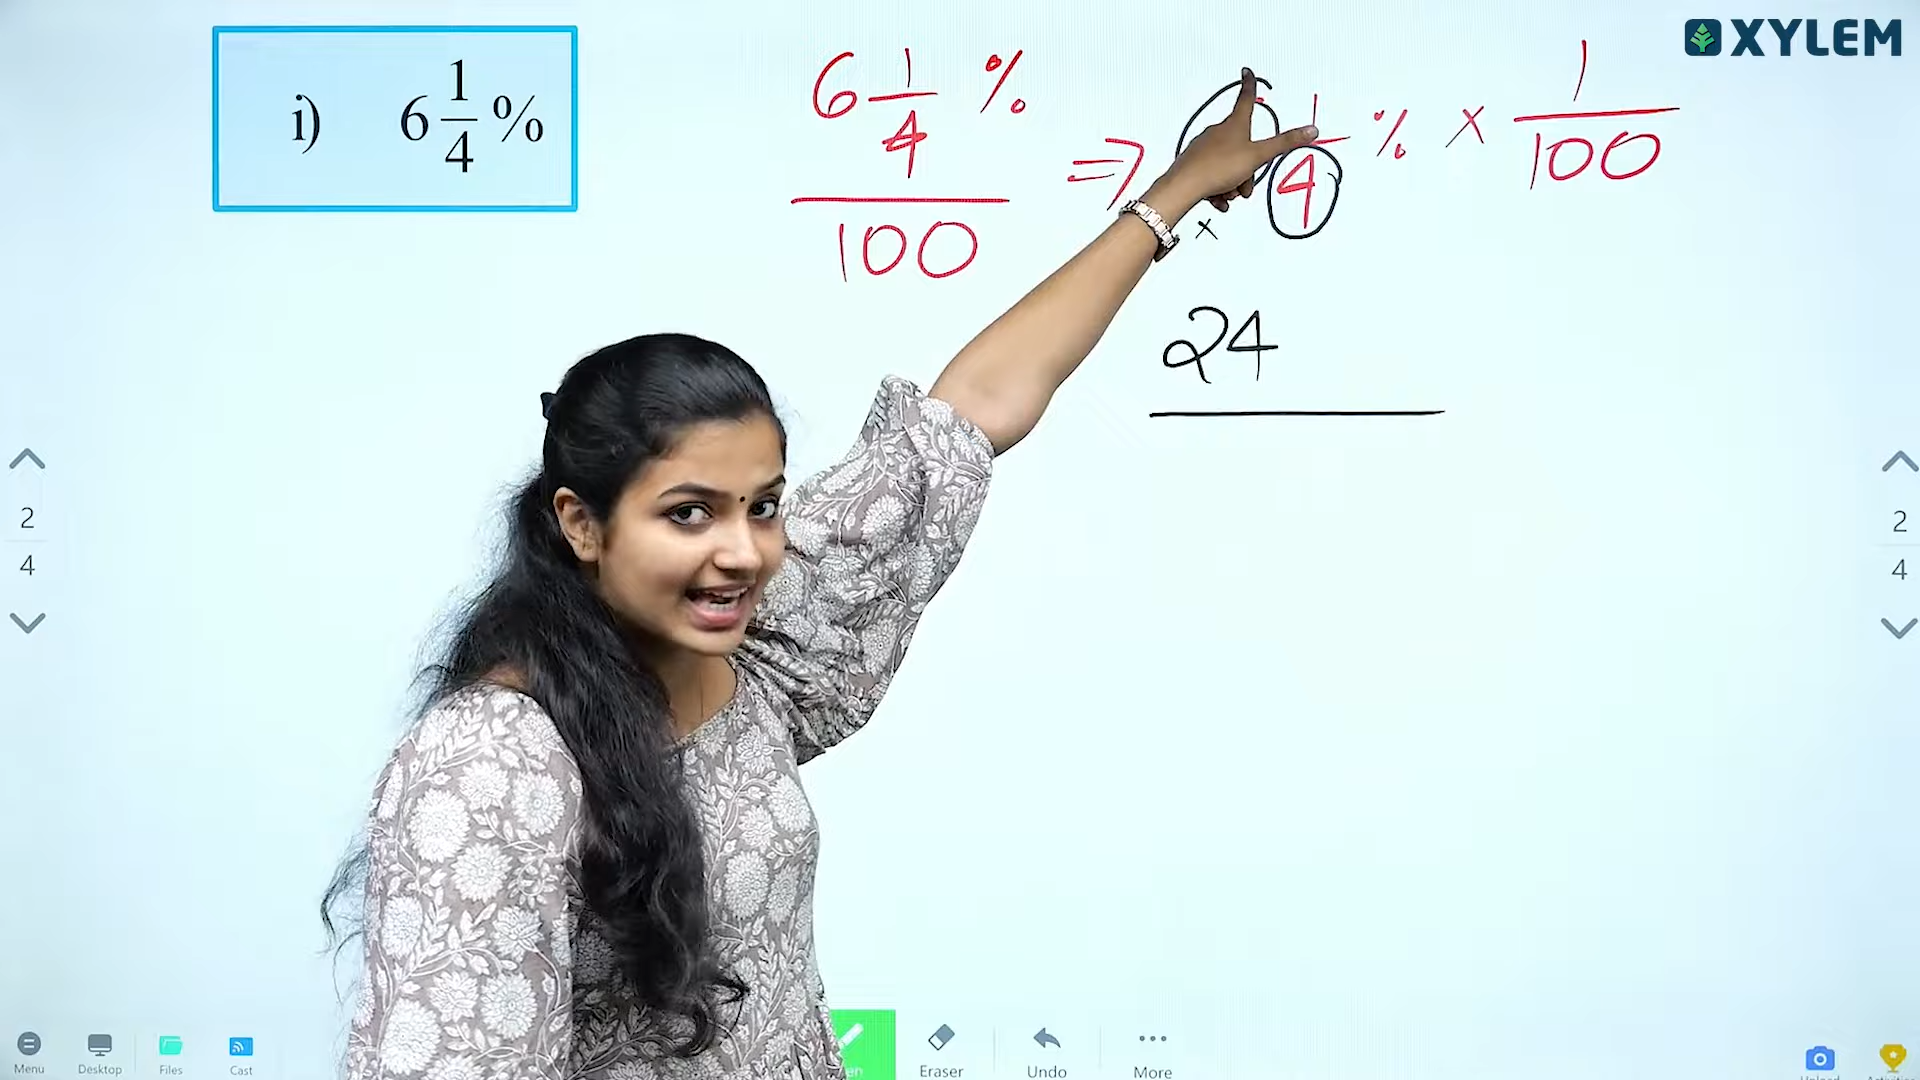 XYLEM
i) 6 1/4 %
6 1/4 %
100
=> 1/4 % × 1/100
×
24
2
4
2
4
Menu
Desktop
Files
Cast
Eraser
Undo
More